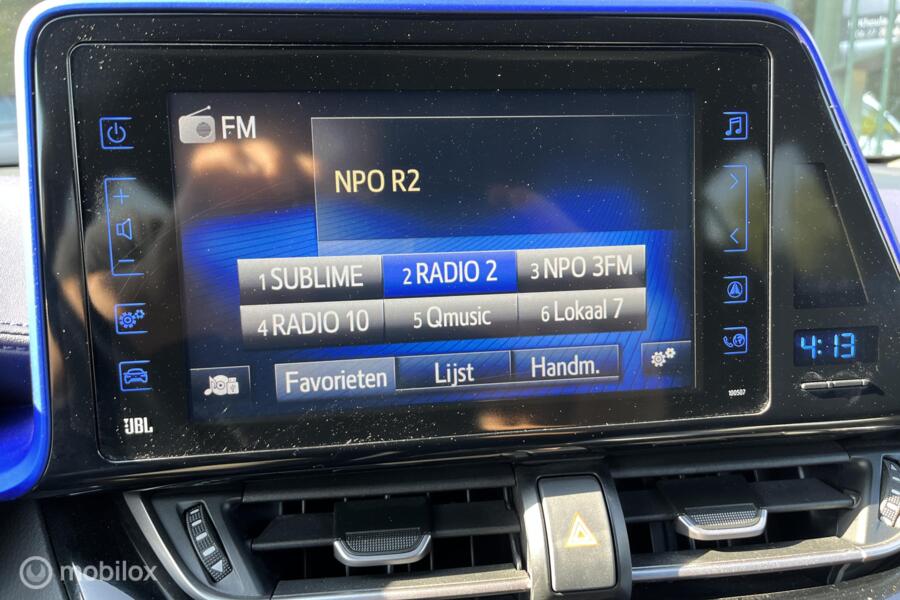 FM
NPO R2
1 SUBLIME
2 RADIO 2
3 NPO 3FM
4 RADIO 10
5 Qmusic
6 Lokaal 7
Favorieten
Lijst
Handm.
JBL
100507
4:13
© mobilox